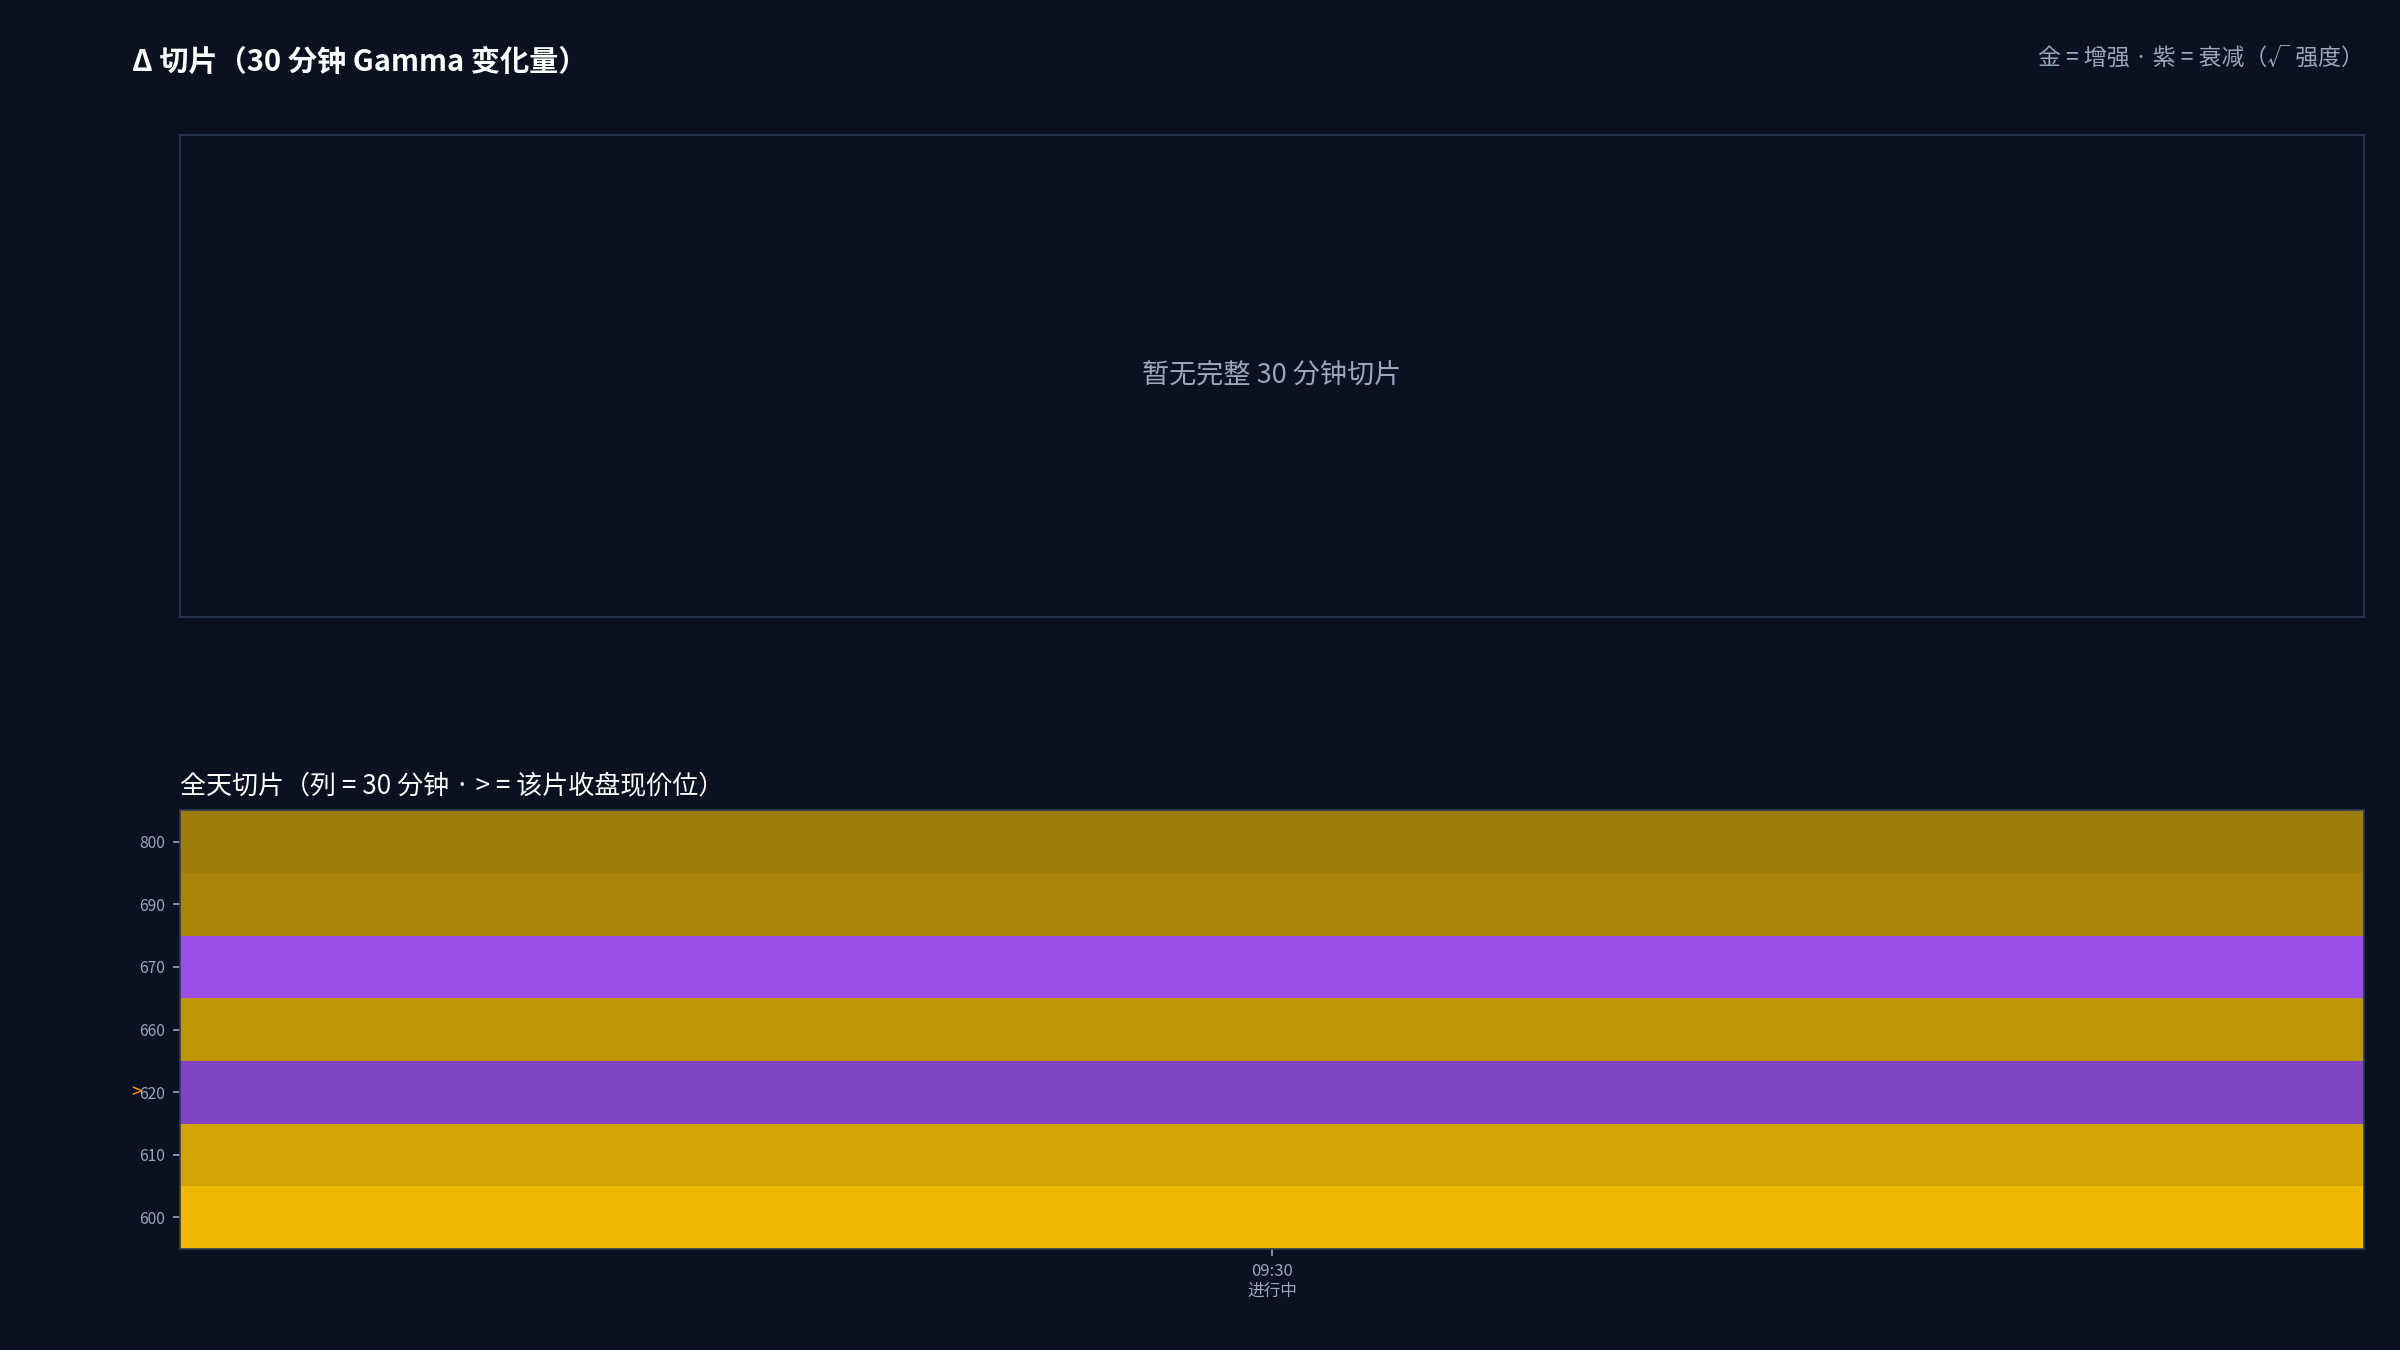 Δ 切片（30 分钟 Gamma 变化量）
金 = 增强 · 紫 = 衰减（√ 强度）
暂无完整 30 分钟切片
全天切片（列 = 30 分钟 · > = 该片收盘现价位）
800
690
670
660
>620
610
600
09:30
进行中